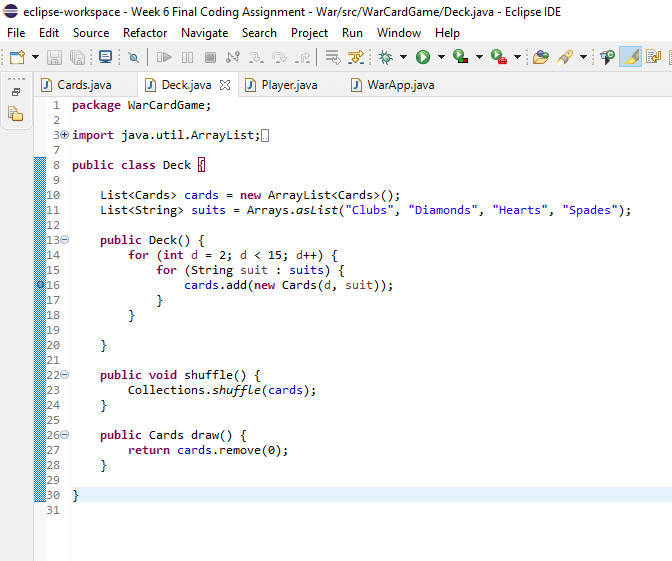 eclipse-workspace - Week 6 Final Coding Assignment - War/src/WarCardGame/Deck.java - Eclipse IDE
File Edit Source Refactor Navigate Search Project Run Window Help
Cards.java Deck.java Player.java WarApp.java
1 package WarCardGame;
2
3 import java.util.ArrayList;
7
8 public class Deck {
9
10 List<Cards> cards = new ArrayList<Cards>();
11 List<String> suits = Arrays.asList("Clubs", "Diamonds", "Hearts", "Spades");
12
13 public Deck() {
14 for (int d = 2; d < 15; d++) {
15 for (String suit : suits) {
16 cards.add(new Cards(d, suit));
17 }
18 }
19
20 }
21
22 public void shuffle() {
23 Collections.shuffle(cards);
24 }
25
26 public Cards draw() {
27 return cards.remove(0);
28 }
29
30 }
31